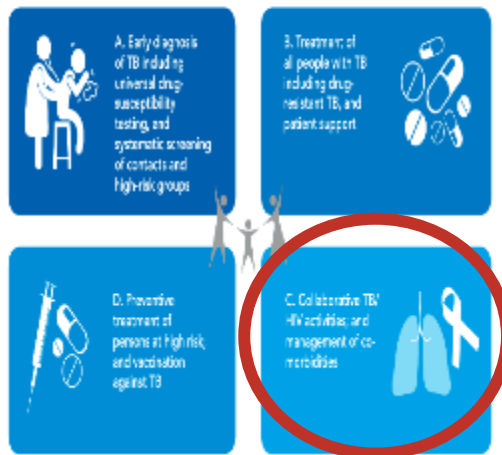 A. Early diagnosis
of TB including
universal drug-
susceptibility
testing, and
systematic screening
of contacts and
high-risk groups
B. Treatment of
all people with TB
including drug-
resistant TB, and
patient support
D. Preventive
treatment of
persons at high risk,
and vaccination
against TB
C. Collaborative TB/
HIV activities, and
management of co-
morbidities